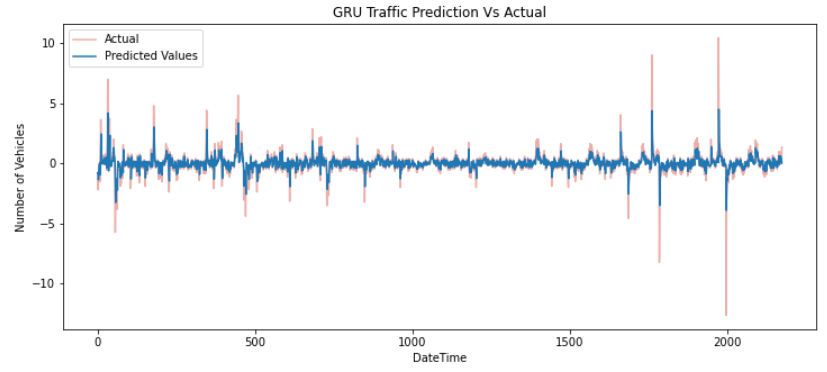 GRU Traffic Prediction Vs Actual
Actual
Predicted Values
Number of Vehicles
10
5
0
−5
−10
0 500 1000 1500 2000
DateTime